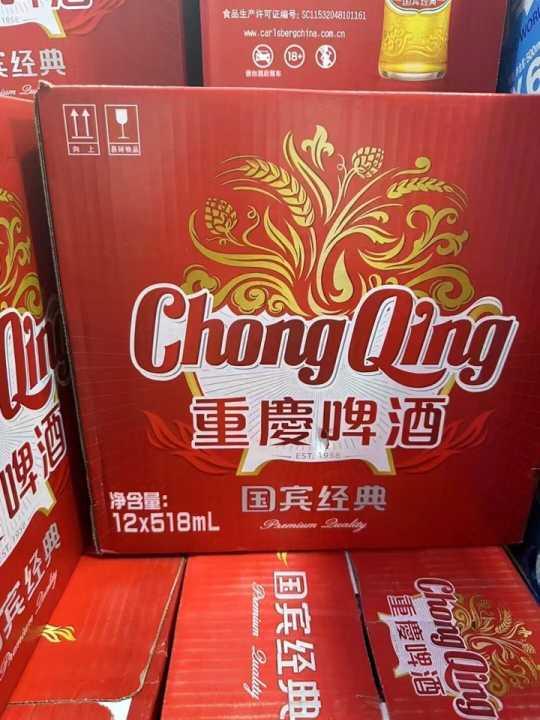 国宾经典
食品生产许可证编号：SC11532048101161
www.carlsbergchina.com.cn
18+
国宾经典
向上
易碎物品
Chong Qing
重慶啤酒
EST. 1958
国宾经典
Premium Quality
净含量：
12x518mL
Qing
啤酒
国宾经典
Premium Quality
Chong Qing
重慶啤酒